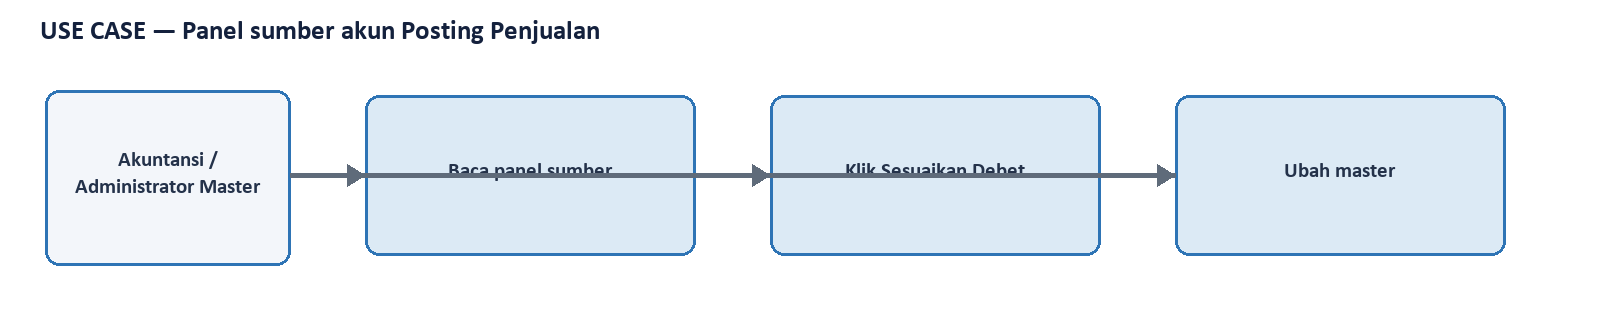 USE CASE — Panel sumber akun Posting Penjualan
Akuntansi /
Administrator Master
Baca panel sumber
Klik Sesuaikan Debet
Ubah master